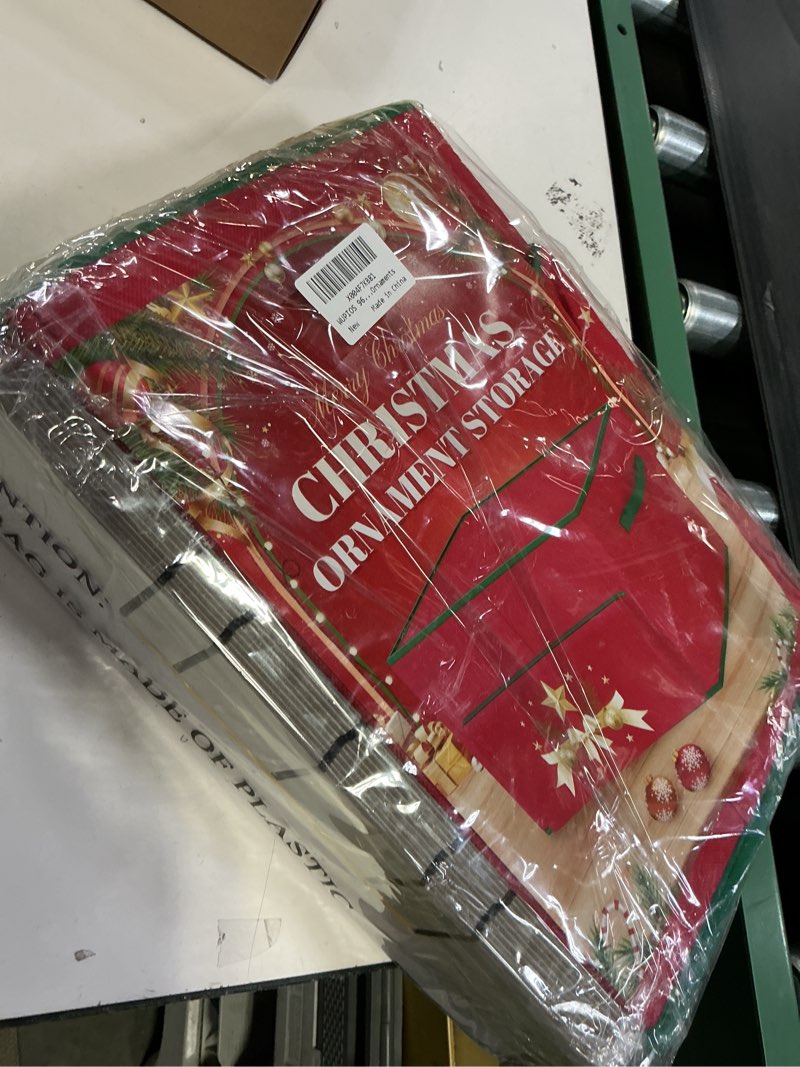 X004F7X881
WUPIOS 96...Ornaments
New Made In China
Merry Christmas
CHRISTMAS
ORNAMENT STORAGE
NTION:
BAG IS MADE OF PLASTIC